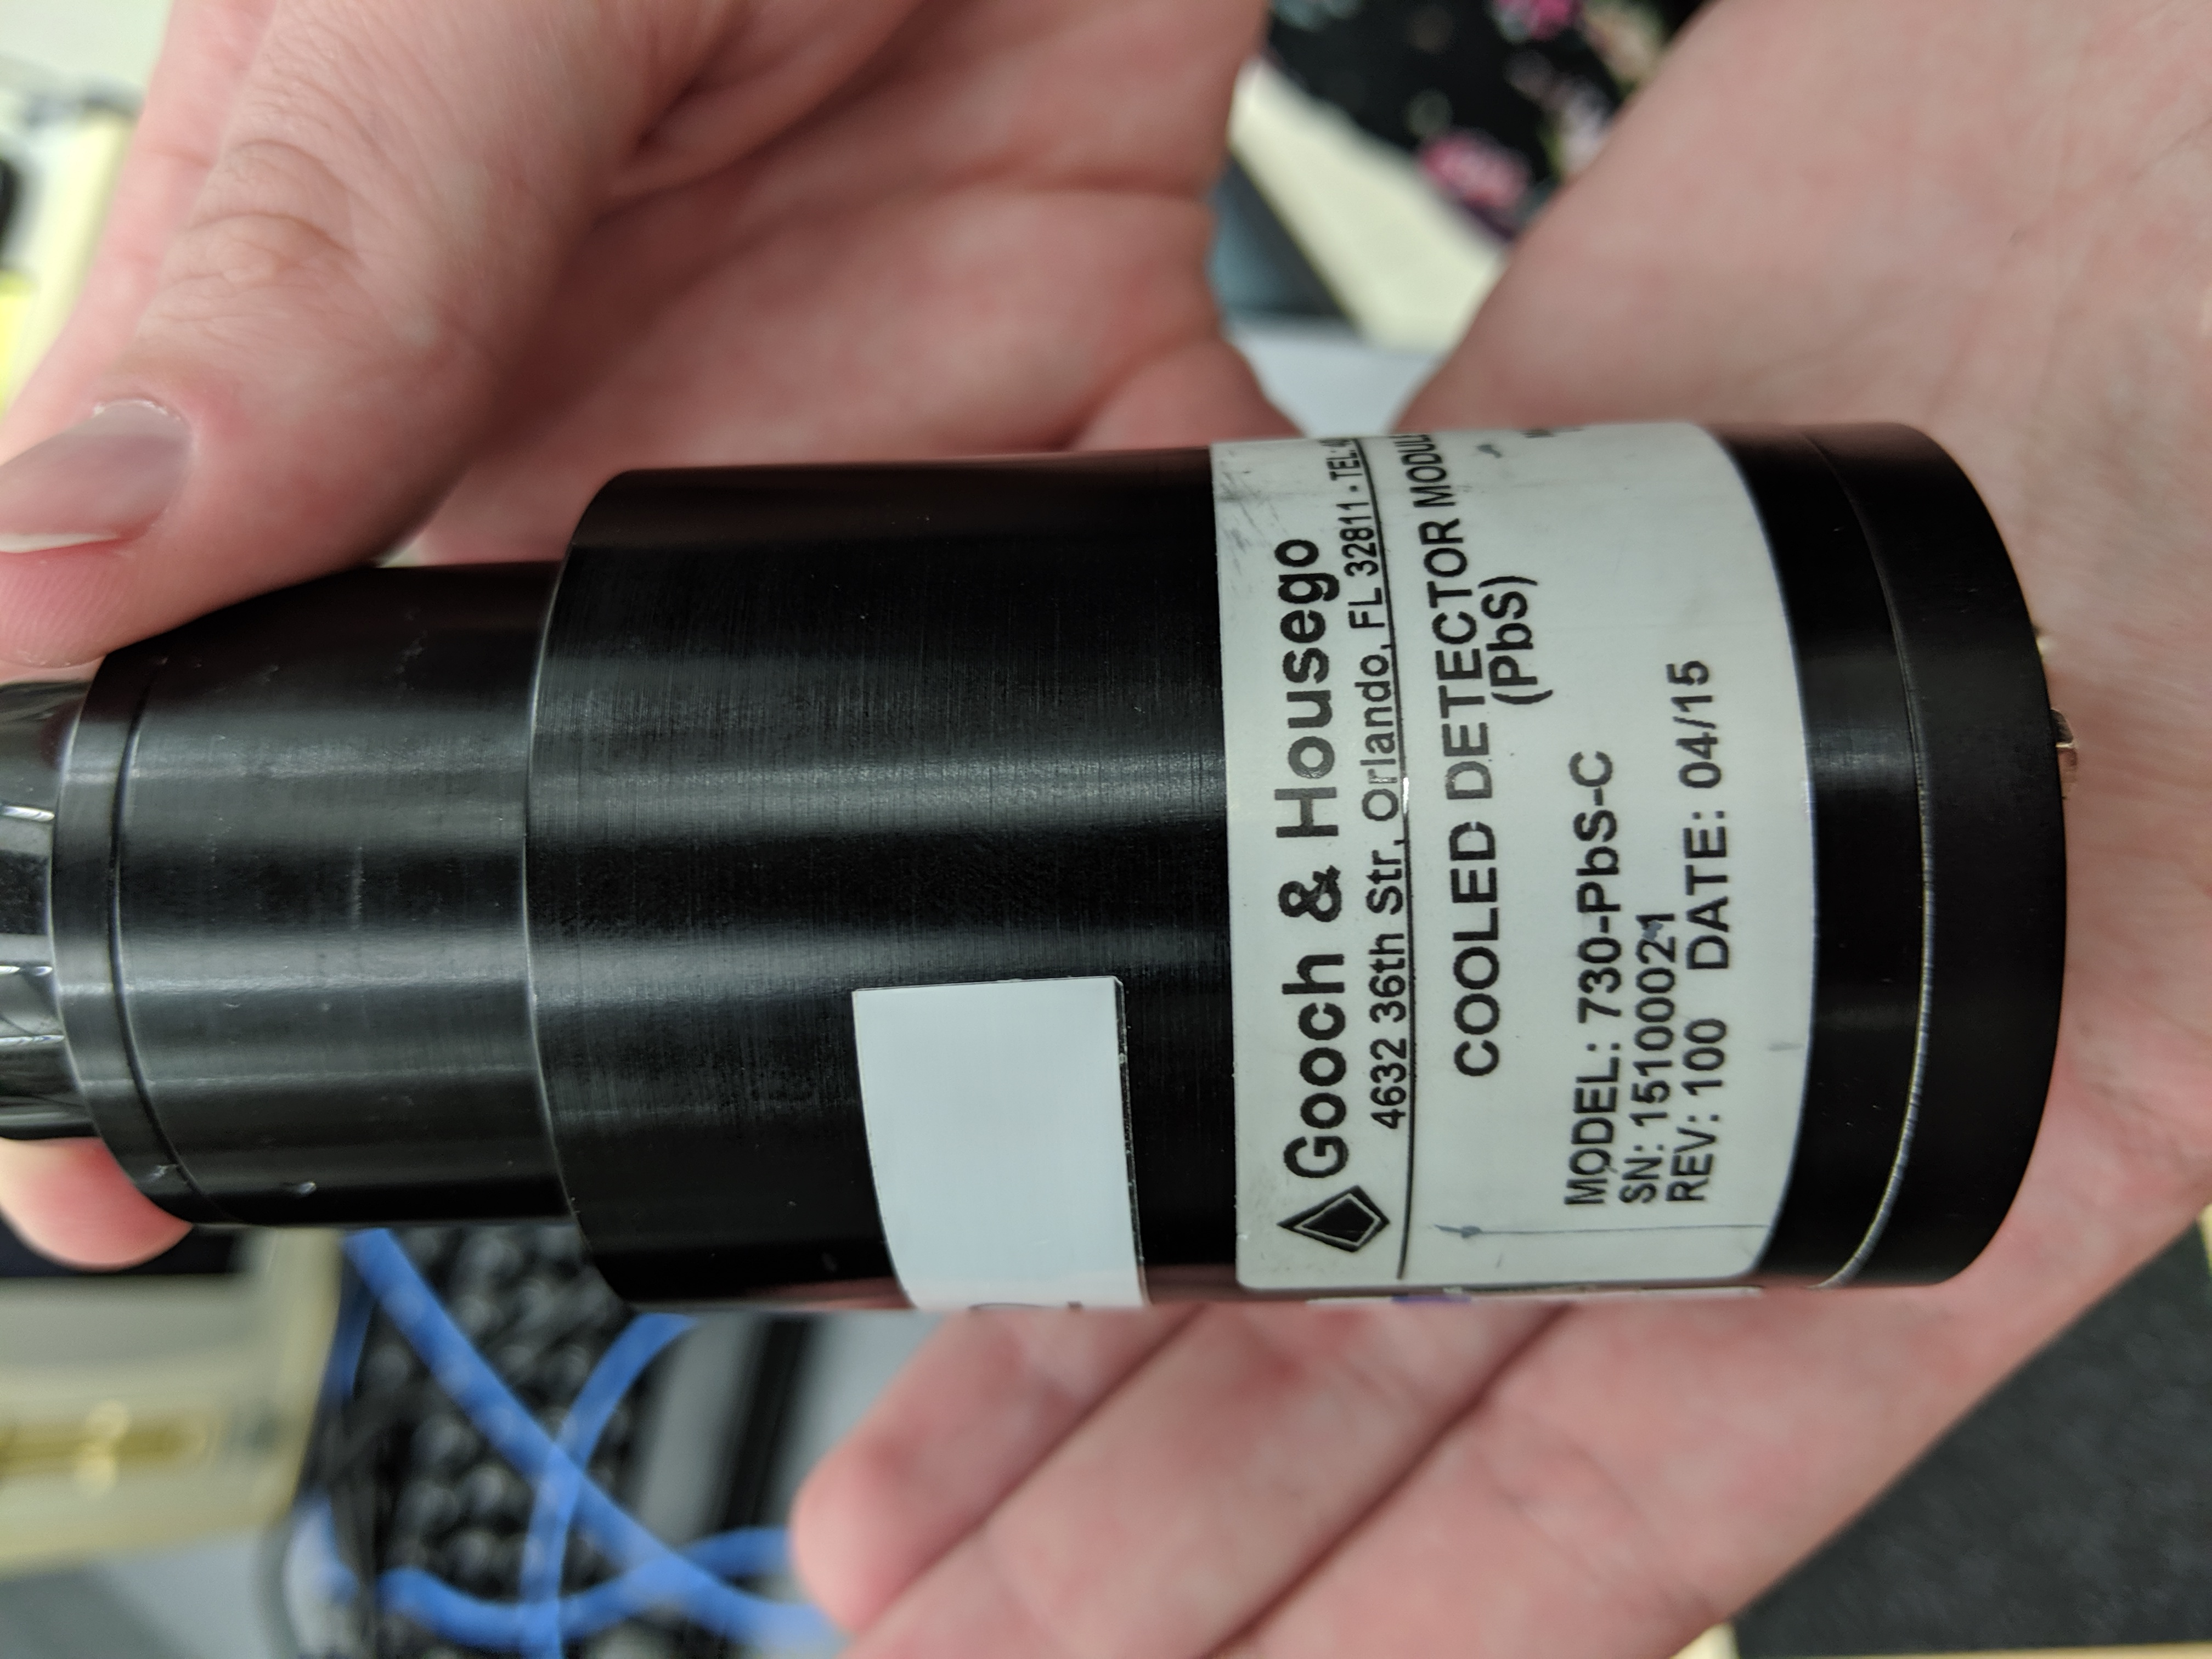 Gooch & Housego
4632 36th Str, Orlando, FL 32811 - TEL:
COOLED DETECTOR MODUL
(PbS)
MODEL: 730-PbS-C
SN: 15100021
REV: 100 DATE: 04/15